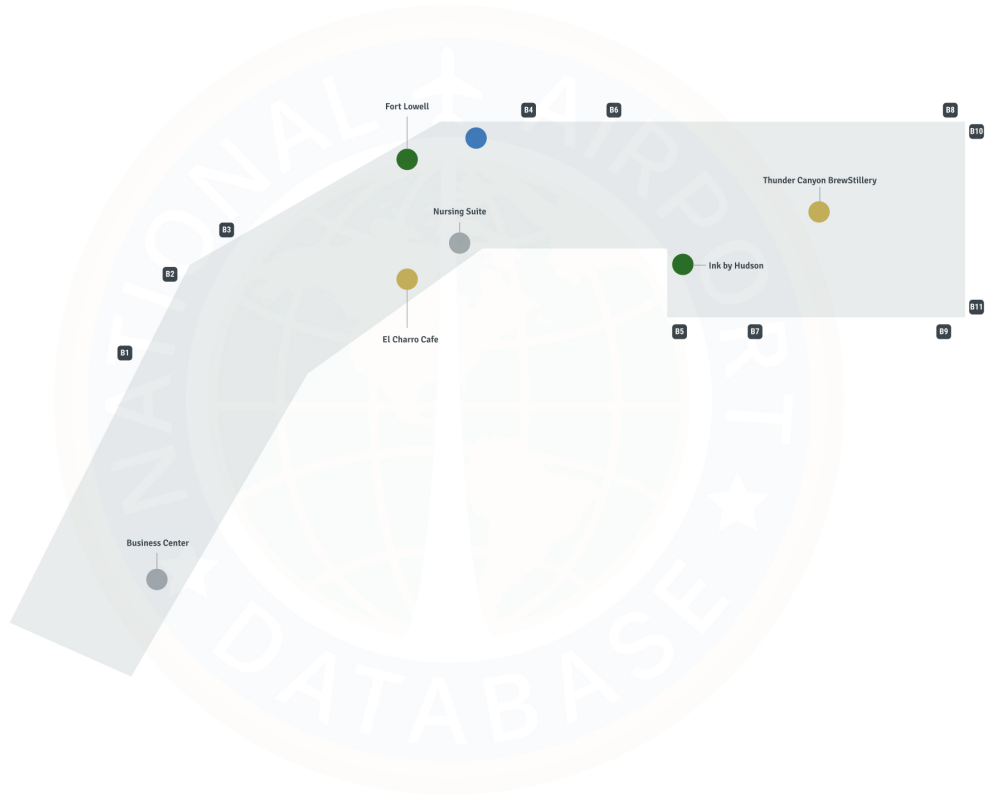 Fort Lowell
B4
B6
B8
B10
Thunder Canyon BrewStillery
Nursing Suite
B3
B2
Ink by Hudson
B11
B5
B7
B9
El Charro Cafe
B1
Business Center
NATIONAL AIRPORT
DATABASE